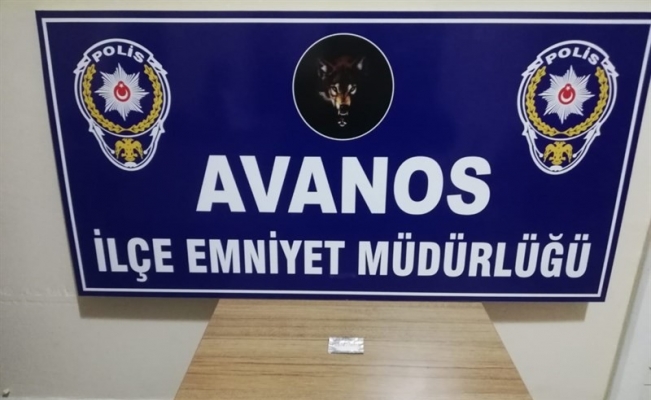 POLİS
POLİS
AVANOS
İLÇE EMNİYET MÜDÜRLÜĞÜ